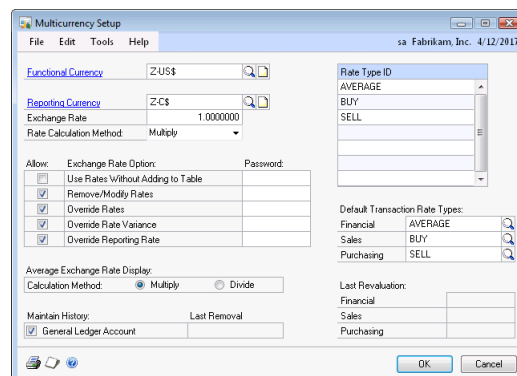 Multicurrency Setup
File Edit Tools Help
sa Fabrikam, Inc. 4/12/2017
Functional Currency Z-US$
Reporting Currency Z-C$
Exchange Rate 1.0000000
Rate Calculation Method: Multiply
Rate Type ID
AVERAGE
BUY
SELL
Allow: Exchange Rate Option: Password:
Use Rates Without Adding to Table
Remove/Modify Rates
Override Rates
Override Rate Variance
Override Reporting Rate
Default Transaction Rate Types:
Financial AVERAGE
Sales BUY
Purchasing SELL
Average Exchange Rate Display:
Calculation Method: Multiply Divide
Last Revaluation:
Financial
Sales
Purchasing
Maintain History: Last Removal
General Ledger Account
OK Cancel